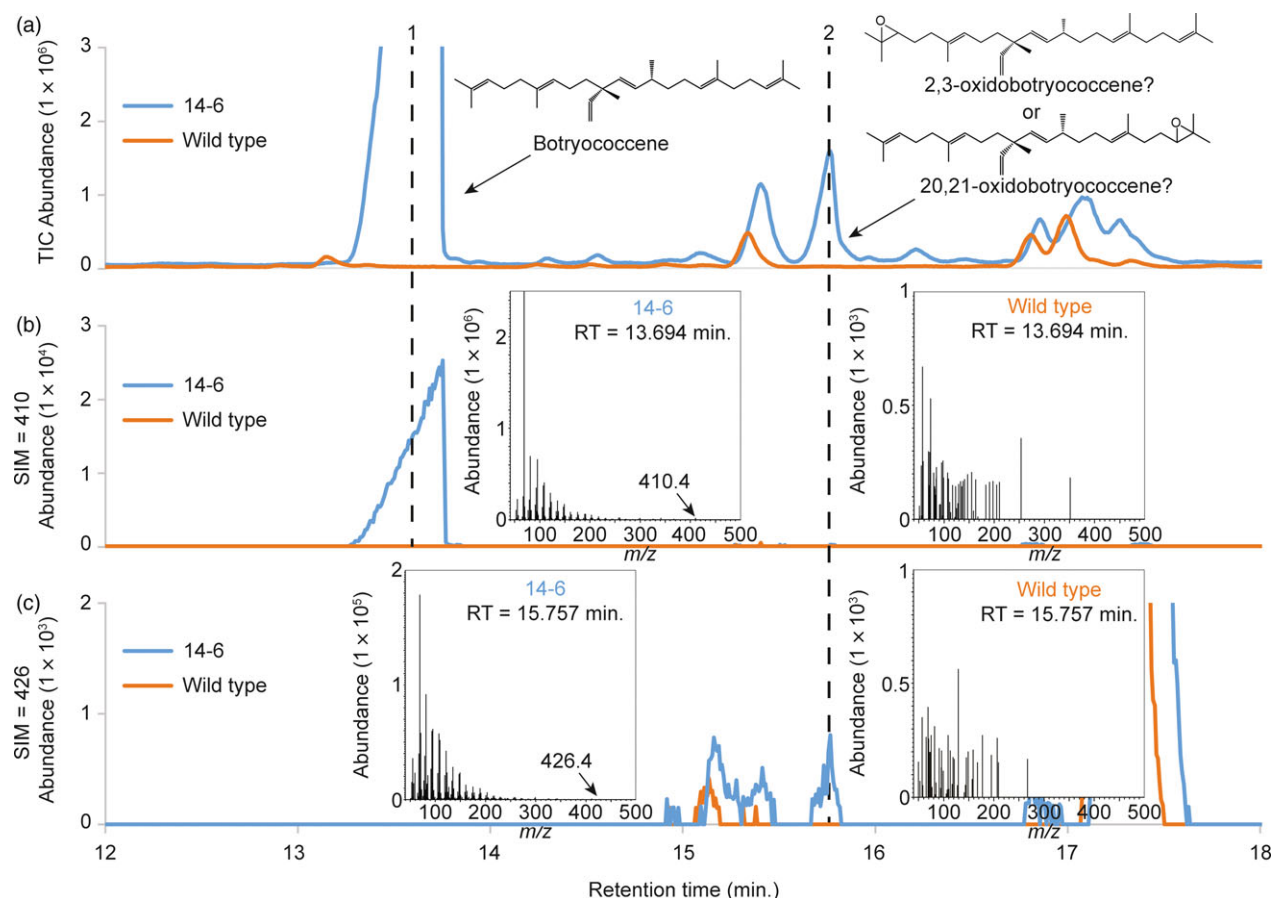 (a)
TIC Abundance (1 × 10⁶)
3
2
1
0
14-6
Wild type
1
2
Botryococcene
O
2,3-oxidobotryococcene?
or
O
20,21-oxidobotryococcene?
(b)
SIM = 410
Abundance (1 × 10⁴)
3
2
1
0
14-6
Wild type
Abundance (1 × 10⁶)
2
1
0
14-6
RT = 13.694 min.
410.4
100 200 300 400 500
m/z
Abundance (1 × 10³)
1
0.5
0
Wild type
RT = 13.694 min.
100 200 300 400 500
m/z
(c)
SIM = 426
Abundance (1 × 10³)
2
1
0
14-6
Wild type
Abundance (1 × 10⁵)
2
1
0
14-6
RT = 15.757 min.
426.4
100 200 300 400 500
m/z
Abundance (1 × 10³)
1
0.5
0
Wild type
RT = 15.757 min.
100 200 300 400 500
m/z
12 13 14 15 16 17 18
Retention time (min.)